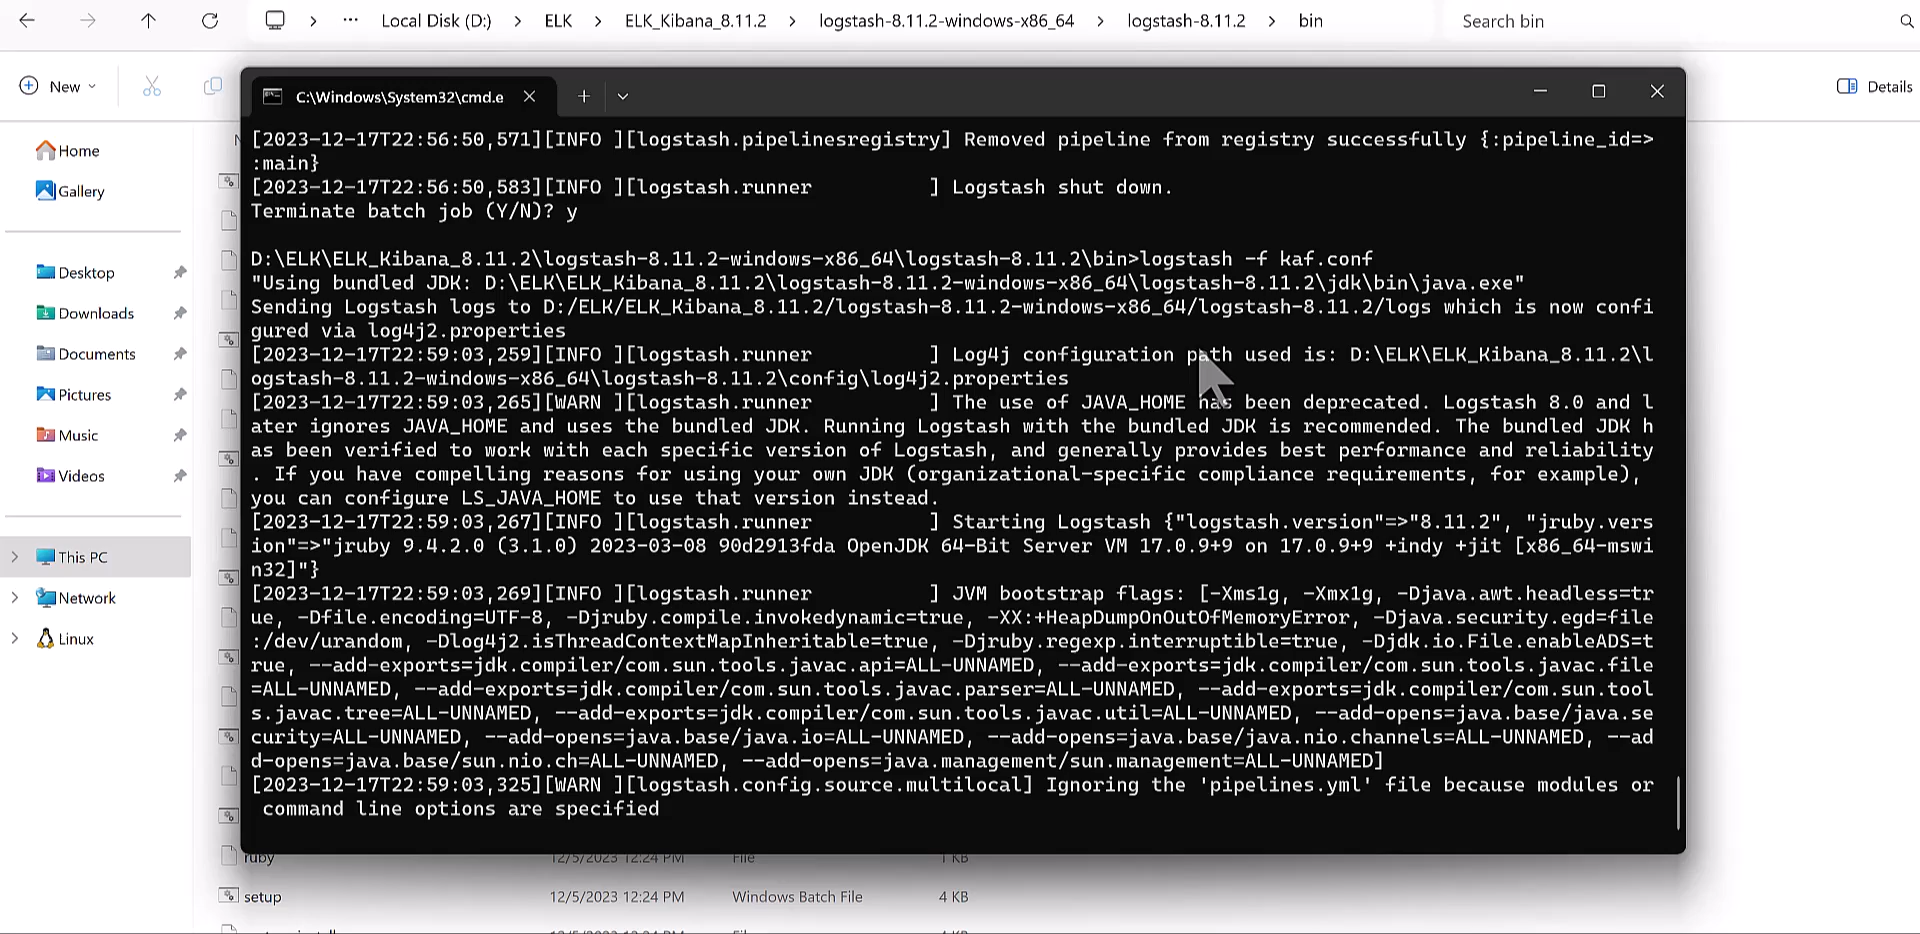 Local Disk (D:) > ELK > ELK_Kibana_8.11.2 > logstash-8.11.2-windows-x86_64 > logstash-8.11.2 > bin
Search bin
New
Details
Home
Gallery
Desktop
Downloads
Documents
Pictures
Music
Videos
This PC
Network
Linux
C:\Windows\System32\cmd.e
[2023-12-17T22:56:50,571][INFO ][logstash.pipelinesregistry] Removed pipeline from registry successfully {:pipeline_id=>
:main}
[2023-12-17T22:56:50,583][INFO ][logstash.runner          ] Logstash shut down.
Terminate batch job (Y/N)? y
D:\ELK\ELK_Kibana_8.11.2\logstash-8.11.2-windows-x86_64\logstash-8.11.2\bin>logstash -f kaf.conf
"Using bundled JDK: D:\ELK\ELK_Kibana_8.11.2\logstash-8.11.2-windows-x86_64\logstash-8.11.2\jdk\bin\java.exe"
Sending Logstash logs to D:/ELK/ELK_Kibana_8.11.2/logstash-8.11.2-windows-x86_64/logstash-8.11.2/logs which is now confi
gured via log4j2.properties
[2023-12-17T22:59:03,259][INFO ][logstash.runner          ] Log4j configuration path used is: D:\ELK\ELK_Kibana_8.11.2\l
ogstash-8.11.2-windows-x86_64\logstash-8.11.2\config\log4j2.properties
[2023-12-17T22:59:03,265][WARN ][logstash.runner          ] The use of JAVA_HOME has been deprecated. Logstash 8.0 and l
ater ignores JAVA_HOME and uses the bundled JDK. Running Logstash with the bundled JDK is recommended. The bundled JDK h
as been verified to work with each specific version of Logstash, and generally provides best performance and reliability
. If you have compelling reasons for using your own JDK (organizational-specific compliance requirements, for example),
you can configure LS_JAVA_HOME to use that version instead.
[2023-12-17T22:59:03,267][INFO ][logstash.runner          ] Starting Logstash {"logstash.version"=>"8.11.2", "jruby.vers
ion"=>"jruby 9.4.2.0 (3.1.0) 2023-03-08 90d2913fda OpenJDK 64-Bit Server VM 17.0.9+9 on 17.0.9+9 +indy +jit [x86_64-mswi
n32]"}
[2023-12-17T22:59:03,269][INFO ][logstash.runner          ] JVM bootstrap flags: [-Xms1g, -Xmx1g, -Djava.awt.headless=tr
ue, -Dfile.encoding=UTF-8, -Djruby.compile.invokedynamic=true, -XX:+HeapDumpOnOutOfMemoryError, -Djava.security.egd=file
:/dev/urandom, -Dlog4j2.isThreadContextMapInheritable=true, -Djruby.regexp.interruptible=true, -Djdk.io.File.enableADS=t
rue, --add-exports=jdk.compiler/com.sun.tools.javac.api=ALL-UNNAMED, --add-exports=jdk.compiler/com.sun.tools.javac.file
=ALL-UNNAMED, --add-exports=jdk.compiler/com.sun.tools.javac.parser=ALL-UNNAMED, --add-exports=jdk.compiler/com.sun.tool
s.javac.tree=ALL-UNNAMED, --add-exports=jdk.compiler/com.sun.tools.javac.util=ALL-UNNAMED, --add-opens=java.base/java.se
curity=ALL-UNNAMED, --add-opens=java.base/java.io=ALL-UNNAMED, --add-opens=java.base/java.nio.channels=ALL-UNNAMED, --ad
d-opens=java.base/sun.nio.ch=ALL-UNNAMED, --add-opens=java.management/sun.management=ALL-UNNAMED]
[2023-12-17T22:59:03,325][WARN ][logstash.config.source.multilocal] Ignoring the 'pipelines.yml' file because modules or
 command line options are specified
ruby 12/5/2023 12:24 PM File 1 KB
setup 12/5/2023 12:24 PM Windows Batch File 4 KB